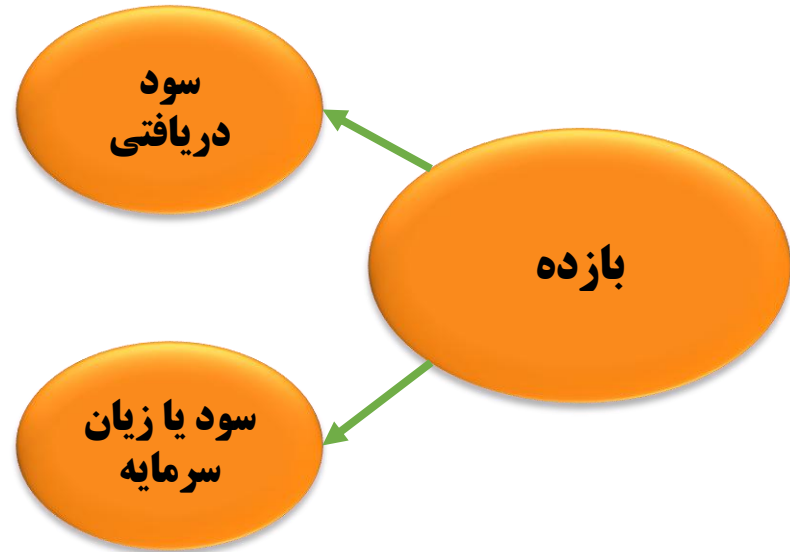 سود
دریافتی
بازده
سود یا زیان
سرمایه